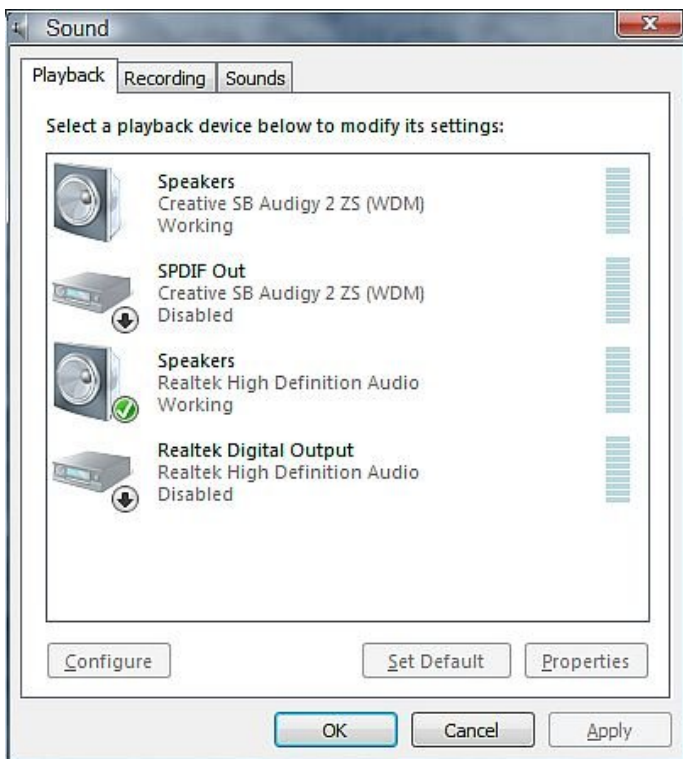 Sound
Playback
Recording
Sounds
Select a playback device below to modify its settings:
Speakers
Creative SB Audigy 2 ZS (WDM)
Working
SPDIF Out
Creative SB Audigy 2 ZS (WDM)
Disabled
Speakers
Realtek High Definition Audio
Working
Realtek Digital Output
Realtek High Definition Audio
Disabled
Configure
Set Default
Properties
OK
Cancel
Apply